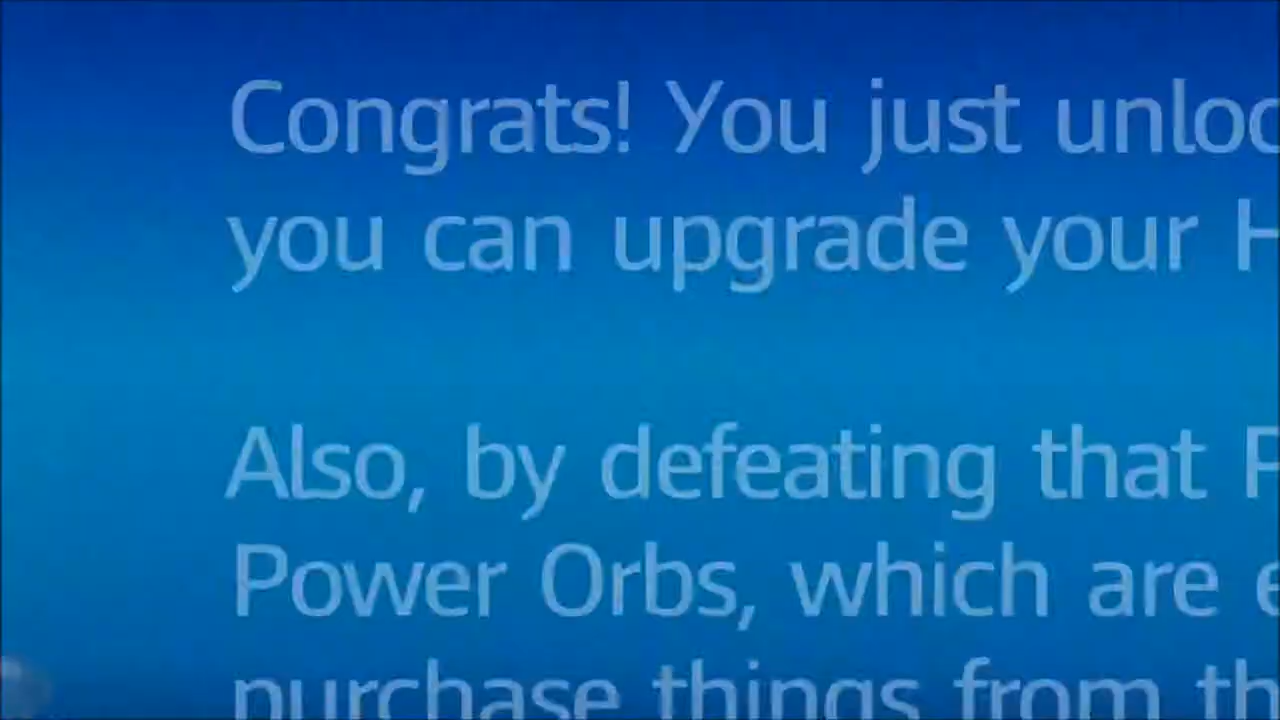 Congrats! You just unloc
you can upgrade your H
Also, by defeating that
Power Orbs, which are
purchase things from th